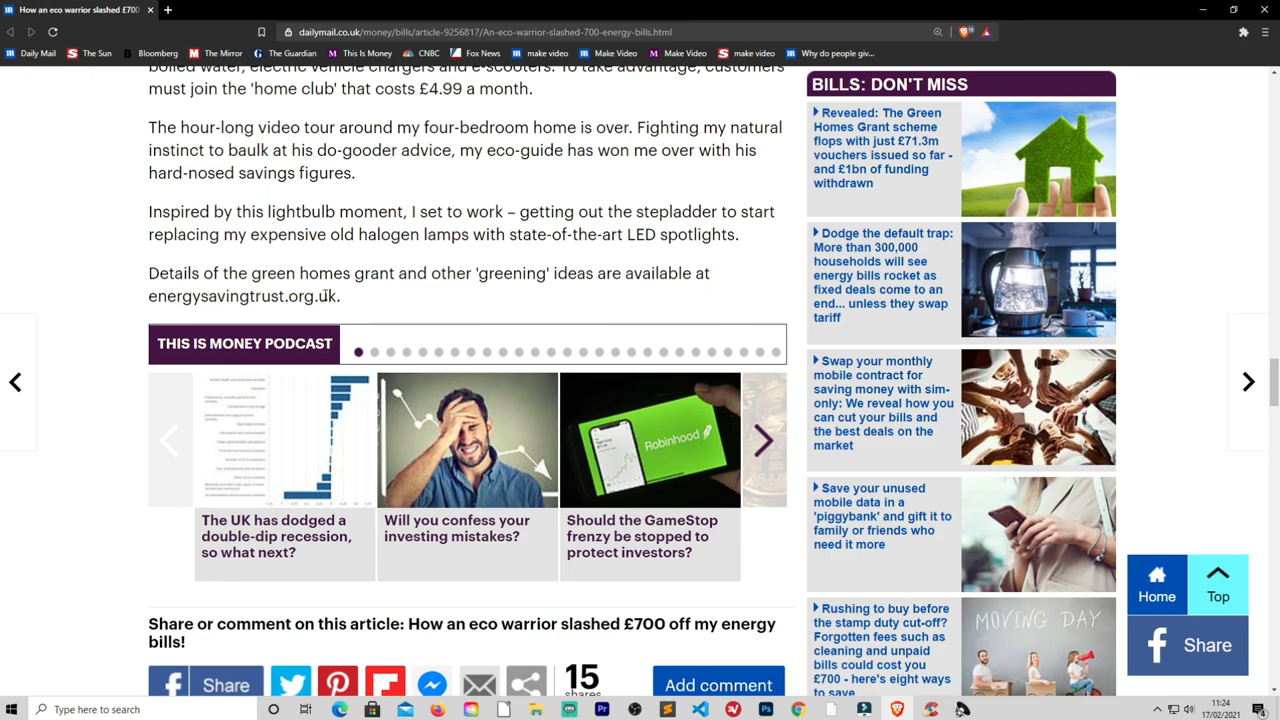 How an eco warrior slashed £700
dailymail.co.uk/money/bills/article-9256817/An-eco-warrior-slashed-700-energy-bills.html
Daily Mail
The Sun
Bloomberg
The Mirror
The Guardian
This Is Money
CNBC
Fox News
make video
Make Video
Make Video
make video
Why do people giv...
boiled water, electric vehicle chargers and e-scooters. To take advantage, customers
must join the 'home club' that costs £4.99 a month.
The hour-long video tour around my four-bedroom home is over. Fighting my natural
instinct to baulk at his do-gooder advice, my eco-guide has won me over with his
hard-nosed savings figures.
Inspired by this lightbulb moment, I set to work – getting out the stepladder to start
replacing my expensive old halogen lamps with state-of-the-art LED spotlights.
Details of the green homes grant and other 'greening' ideas are available at
energysavingtrust.org.uk.
THIS IS MONEY PODCAST
Robinhood
The UK has dodged a
double-dip recession,
so what next?
Will you confess your
investing mistakes?
Should the GameStop
frenzy be stopped to
protect investors?
Share or comment on this article: How an eco warrior slashed £700 off my energy
bills!
Share
15
shares
Add comment
BILLS: DON'T MISS
Revealed: The Green
Homes Grant scheme
flops with just £71.3m
vouchers issued so far -
and £1bn of funding
withdrawn
Dodge the default trap:
More than 300,000
households will see
energy bills rocket as
fixed deals come to an
end... unless they swap
tariff
Swap your monthly
mobile contract for
saving money with sim-
only: We reveal how you
can cut your bills and
the best deals on the
market
Save your unused
mobile data in a
'piggybank' and gift it to
family or friends who
need it more
Rushing to buy before
the stamp duty cut-off?
Forgotten fees such as
cleaning and unpaid
bills could cost you
£700 - here's eight ways
to save
MOVING DAY
Home
Top
Share
Type here to search
11:24
17/02/2021